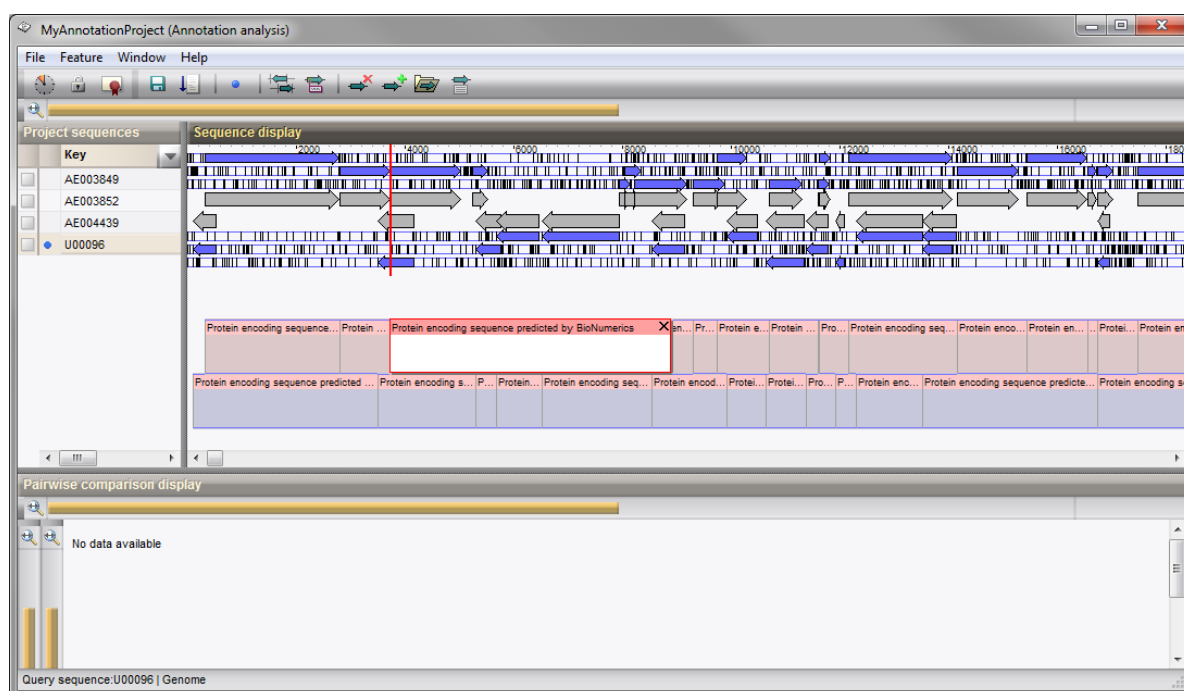 MyAnnotationProject (Annotation analysis)
File Feature Window Help
Project sequences
Sequence display
Key
AE003849
AE003852
AE004439
U00096
'2000 '4000 '6000 '8000 '10000 '12000 '14000 '16000 '180
Protein encoding sequence... Protein ... Protein encoding sequence predicted by BioNumerics en... Pr... Protein e... Protein ... Pro... Protein encoding seq... Protein enco... Protein en... .. Protei... Protein en
Protein encoding sequence predicted ... Protein encoding s... P... Protein... Protein encoding seq... Protein encod... Protei... Protei... Pro... P... Protein enc... Protein encoding sequence predicte... Protein encoding s
Pairwise comparison display
No data available
Query sequence:U00096 | Genome